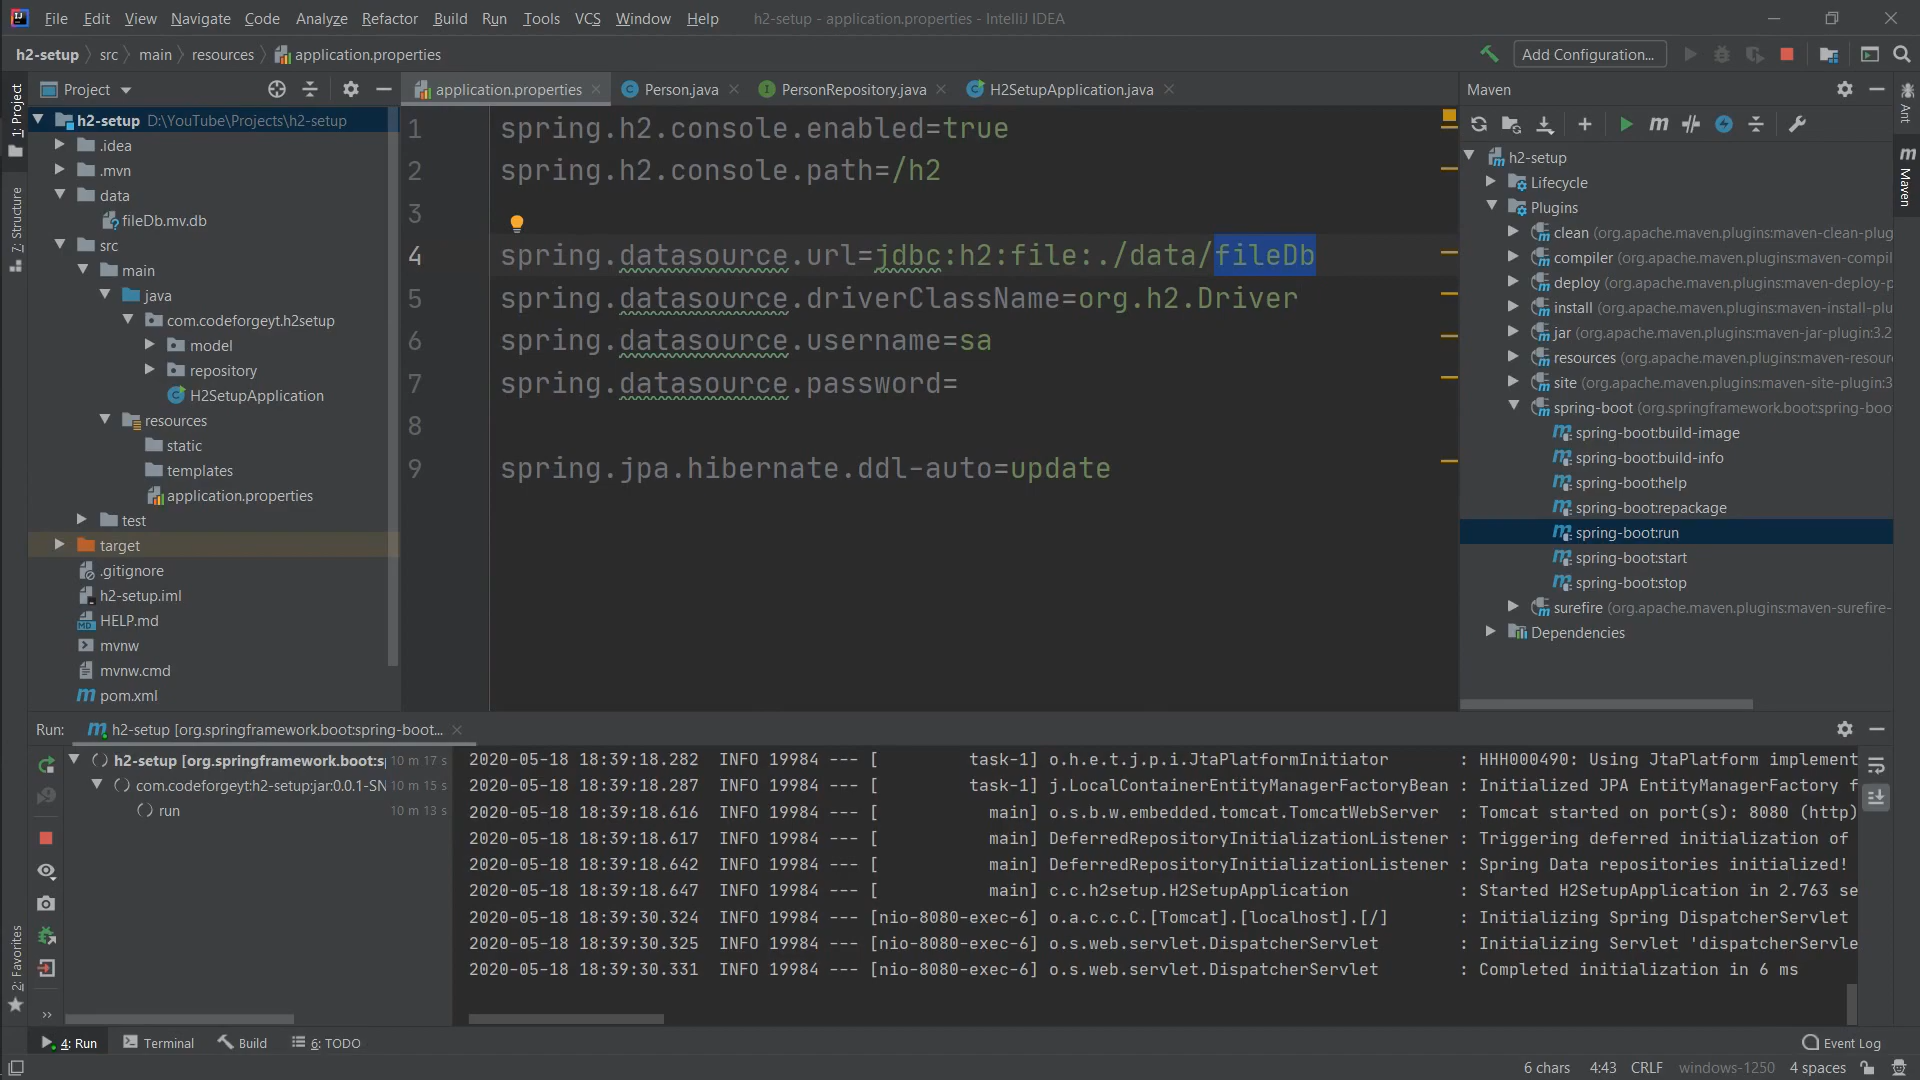 File Edit View Navigate Code Analyze Refactor Build Run Tools VCS Window Help h2-setup - application.properties - IntelliJ IDEA
h2-setup src main resources application.properties Add Configuration...
1: Project
7: Structure
2: Favorites
Project
h2-setup D:\YouTube\Projects\h2-setup
.idea
.mvn
data
fileDb.mv.db
src
main
java
com.codeforgeyt.h2setup
model
repository
H2SetupApplication
resources
static
templates
application.properties
test
target
.gitignore
h2-setup.iml
HELP.md
mvnw
mvnw.cmd
pom.xml
application.properties Person.java PersonRepository.java H2SetupApplication.java
1 spring.h2.console.enabled=true
2 spring.h2.console.path=/h2
3
4 spring.datasource.url=jdbc:h2:file:./data/fileDb
5 spring.datasource.driverClassName=org.h2.Driver
6 spring.datasource.username=sa
7 spring.datasource.password=
8
9 spring.jpa.hibernate.ddl-auto=update
Maven
h2-setup
Lifecycle
Plugins
clean (org.apache.maven.plugins:maven-clean-plug
compiler (org.apache.maven.plugins:maven-compil
deploy (org.apache.maven.plugins:maven-deploy-p
install (org.apache.maven.plugins:maven-install-plu
jar (org.apache.maven.plugins:maven-jar-plugin:3.2
resources (org.apache.maven.plugins:maven-resour
site (org.apache.maven.plugins:maven-site-plugin:3
spring-boot (org.springframework.boot:spring-boo
spring-boot:build-image
spring-boot:build-info
spring-boot:help
spring-boot:repackage
spring-boot:run
spring-boot:start
spring-boot:stop
surefire (org.apache.maven.plugins:maven-surefire-
Dependencies
Ant
Maven
Run: h2-setup [org.springframework.boot:spring-boot...
h2-setup [org.springframework.boot:sp 10 m 17 s
com.codeforgeyt:h2-setup:jar:0.0.1-SN 10 m 15 s
run 10 m 13 s
2020-05-18 18:39:18.282 INFO 19984 --- [ task-1] o.h.e.t.j.p.i.JtaPlatformInitiator : HHH000490: Using JtaPlatform implement
2020-05-18 18:39:18.287 INFO 19984 --- [ task-1] j.LocalContainerEntityManagerFactoryBean : Initialized JPA EntityManagerFactory f
2020-05-18 18:39:18.616 INFO 19984 --- [ main] o.s.b.w.embedded.tomcat.TomcatWebServer : Tomcat started on port(s): 8080 (http)
2020-05-18 18:39:18.617 INFO 19984 --- [ main] DeferredRepositoryInitializationListener : Triggering deferred initialization of
2020-05-18 18:39:18.642 INFO 19984 --- [ main] DeferredRepositoryInitializationListener : Spring Data repositories initialized!
2020-05-18 18:39:18.647 INFO 19984 --- [ main] c.c.h2setup.H2SetupApplication : Started H2SetupApplication in 2.763 se
2020-05-18 18:39:30.324 INFO 19984 --- [nio-8080-exec-6] o.a.c.c.C.[Tomcat].[localhost].[/] : Initializing Spring DispatcherServlet
2020-05-18 18:39:30.325 INFO 19984 --- [nio-8080-exec-6] o.s.web.servlet.DispatcherServlet : Initializing Servlet 'dispatcherServle
2020-05-18 18:39:30.331 INFO 19984 --- [nio-8080-exec-6] o.s.web.servlet.DispatcherServlet : Completed initialization in 6 ms
4: Run Terminal Build 6: TODO Event Log
6 chars 4:43 CRLF windows-1250 4 spaces